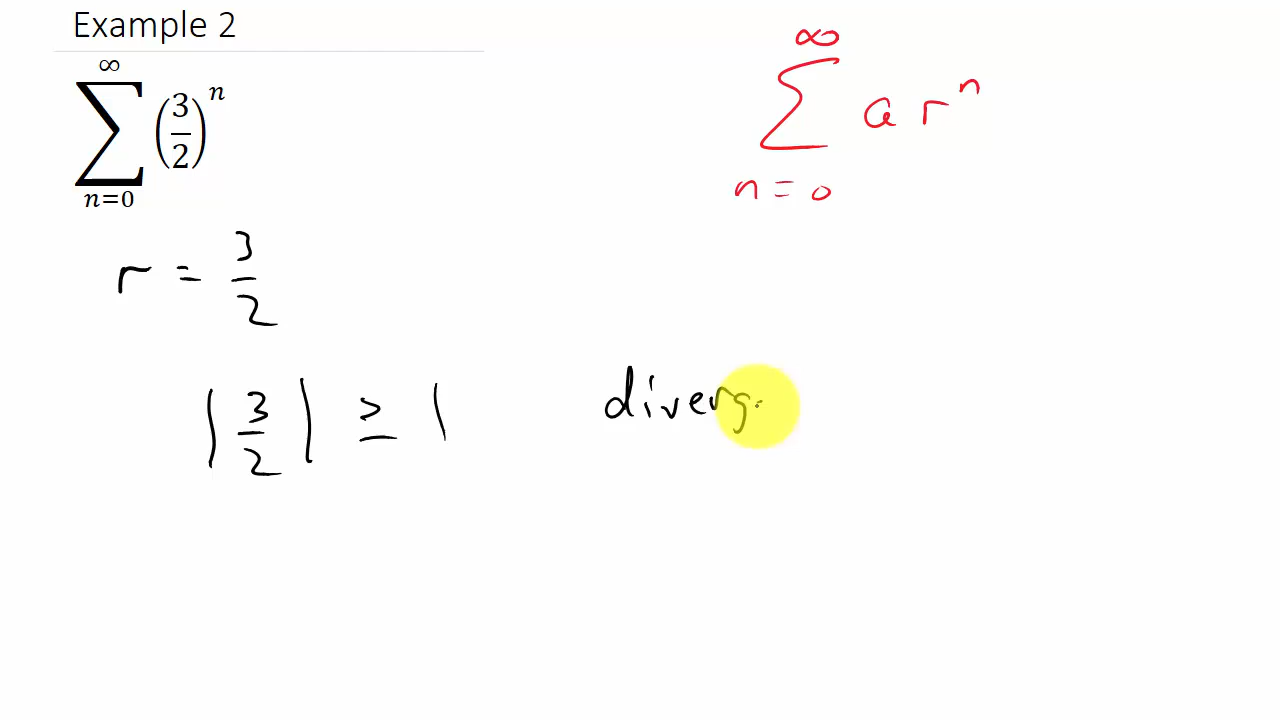 Example 2
∞
∑ (3/2)^n
n=0
∞
∑ a r^n
n = 0
r = 3/2
|3/2| ≥ 1 diverg